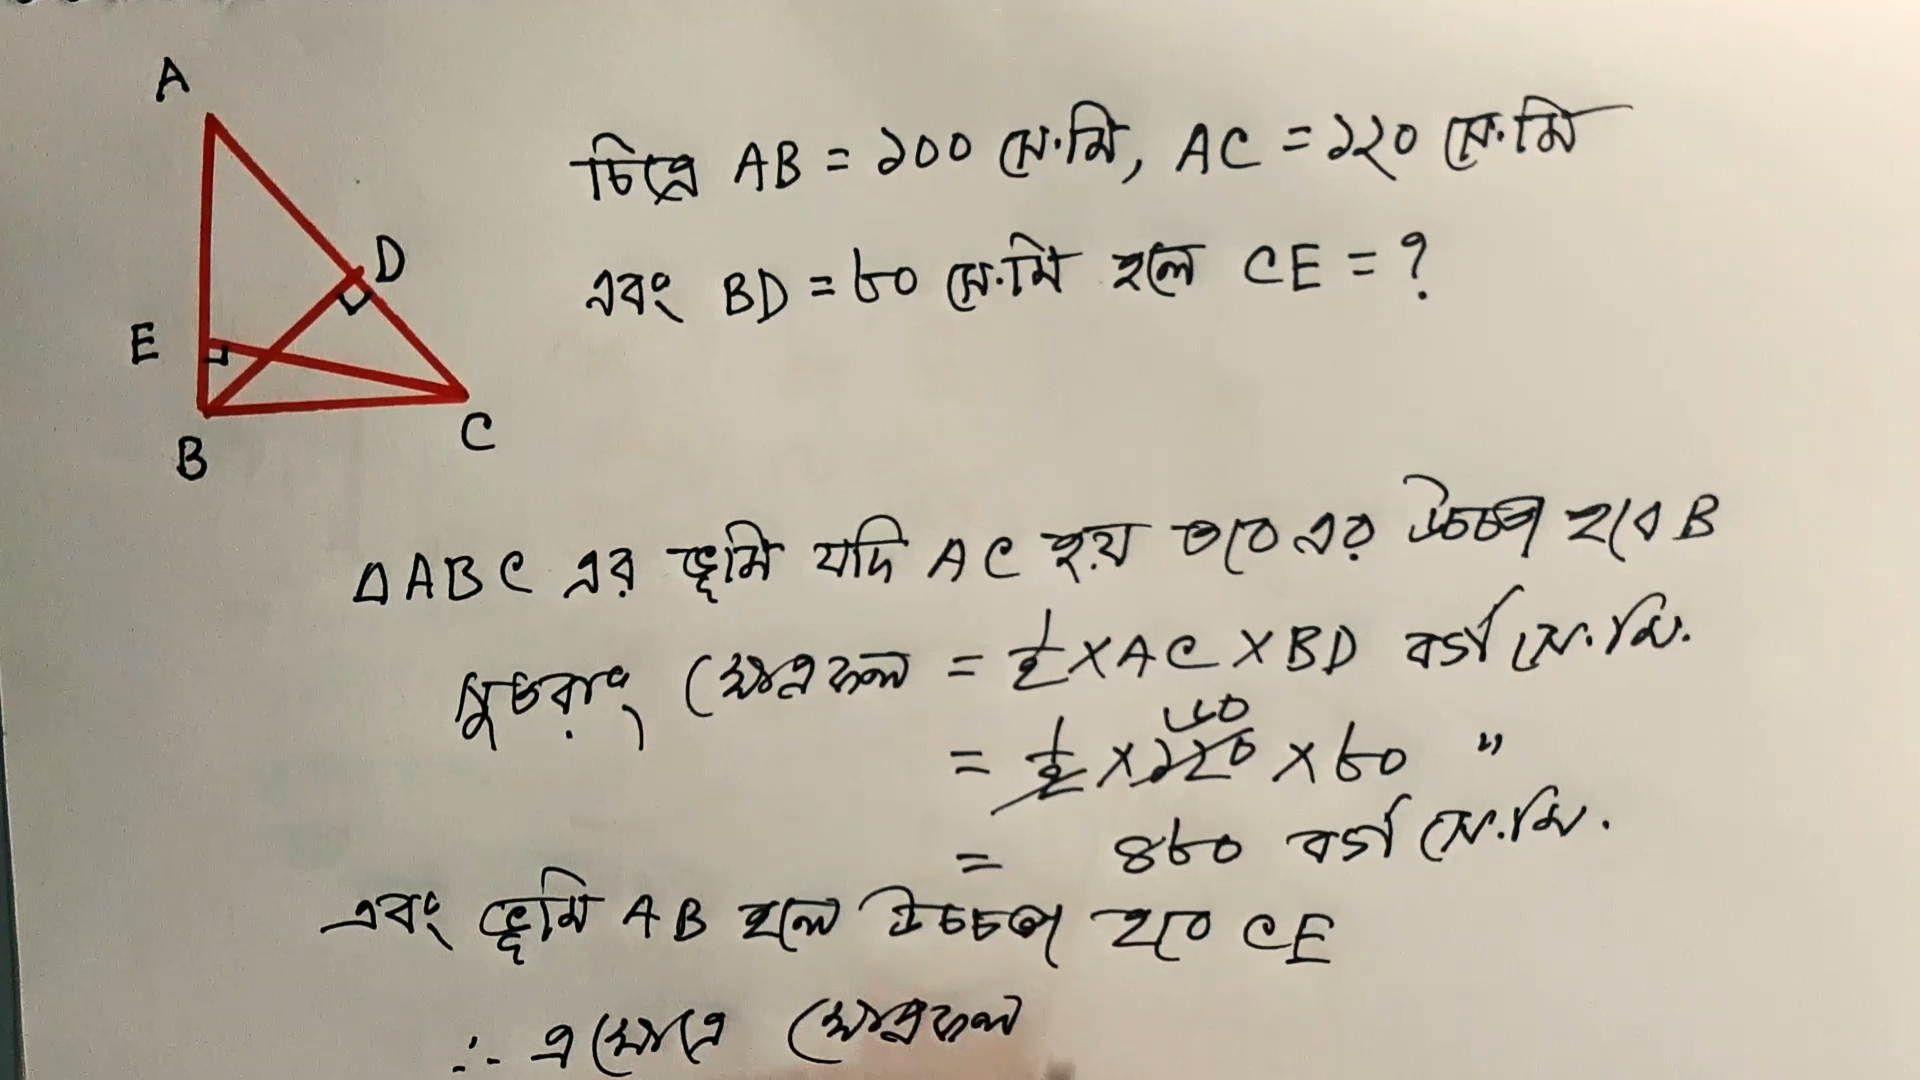 A
চিত্রে AB = ১০০ সে.মি, AC = ১২০ সে.মি
D
এবং BD = ৮০ সে.মি হলে CE = ?
E
B
C
△ABC এর ভূমি যদি AC হয় তবে এর উচ্চতা হবে B
সুতরাং ক্ষেত্রফল = 1/2 × AC × BD বর্গ সে.মি.
৬০
= 1/2 × ১২০ × ৮০ "
= ৪৮০ বর্গ সে.মি.
এবং ভূমি AB হলে উচ্চতা হবে CE
∴ এক্ষেত্রে ক্ষেত্রফল